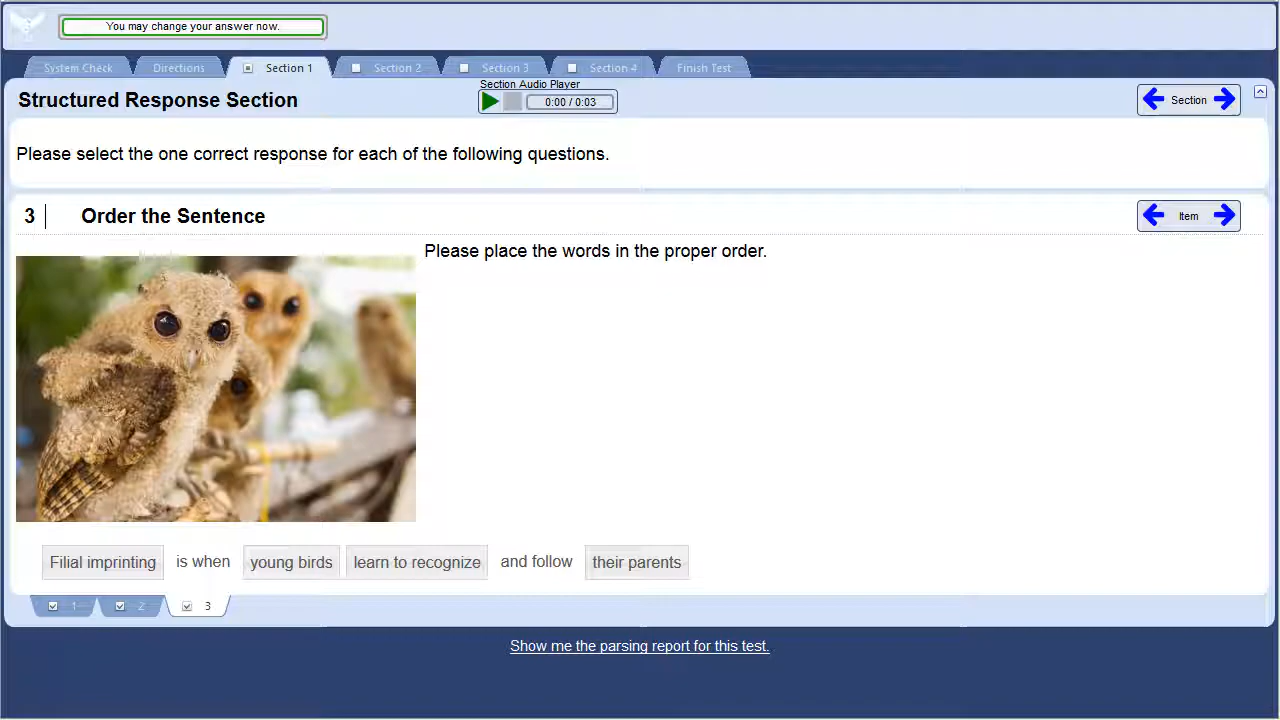 You may change your answer now.
System Check
Directions
Section 1
Section 2
Section 3
Section 4
Finish Test
Structured Response Section
Section Audio Player
0:00 / 0:03
Section
Please select the one correct response for each of the following questions.
3 Order the Sentence
Item
Please place the words in the proper order.
Filial imprinting is when young birds learn to recognize and follow their parents
1 2 3
Show me the parsing report for this test.